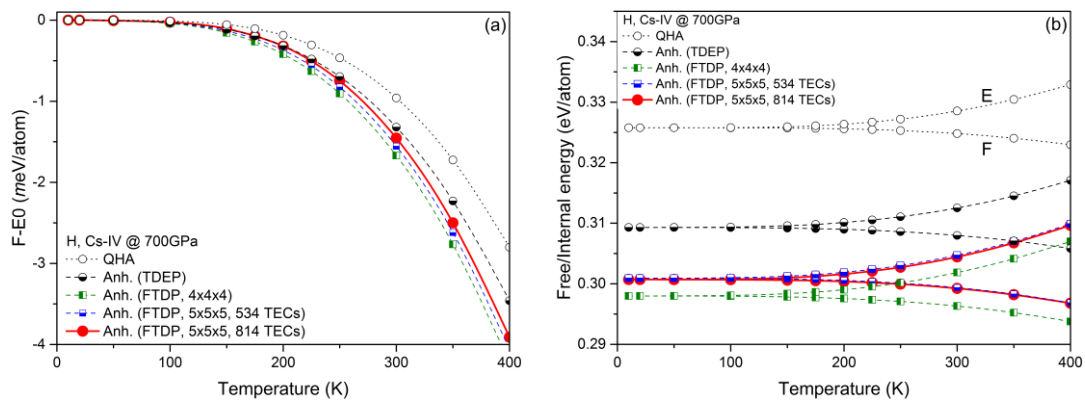 (a)
0
-1
-2
-3
-4
F-E0 (meV/atom)
H, Cs-IV @ 700GPa
QHA
Anh. (TDEP)
Anh. (FTDP, 4x4x4)
Anh. (FTDP, 5x5x5, 534 TECs)
Anh. (FTDP, 5x5x5, 814 TECs)
0 100 200 300 400
Temperature (K)
(b)
H, Cs-IV @ 700GPa
QHA
Anh. (TDEP)
Anh. (FTDP, 4x4x4)
Anh. (FTDP, 5x5x5, 534 TECs)
Anh. (FTDP, 5x5x5, 814 TECs)
E
F
0.34
0.33
0.32
0.31
0.30
0.29
Free/Internal energy (eV/atom)
0 100 200 300 400
Temperature (K)